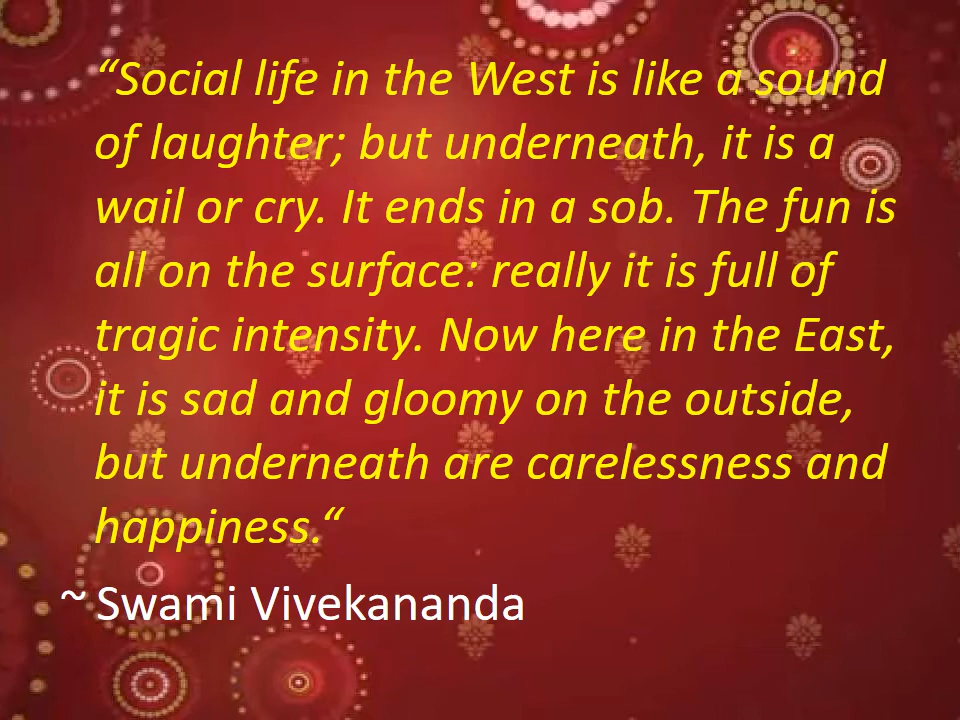 “Social life in the West is like a sound
of laughter; but underneath, it is a
wail or cry. It ends in a sob. The fun is
all on the surface: really it is full of
tragic intensity. Now here in the East,
it is sad and gloomy on the outside,
but underneath are carelessness and
happiness.“
~ Swami Vivekananda